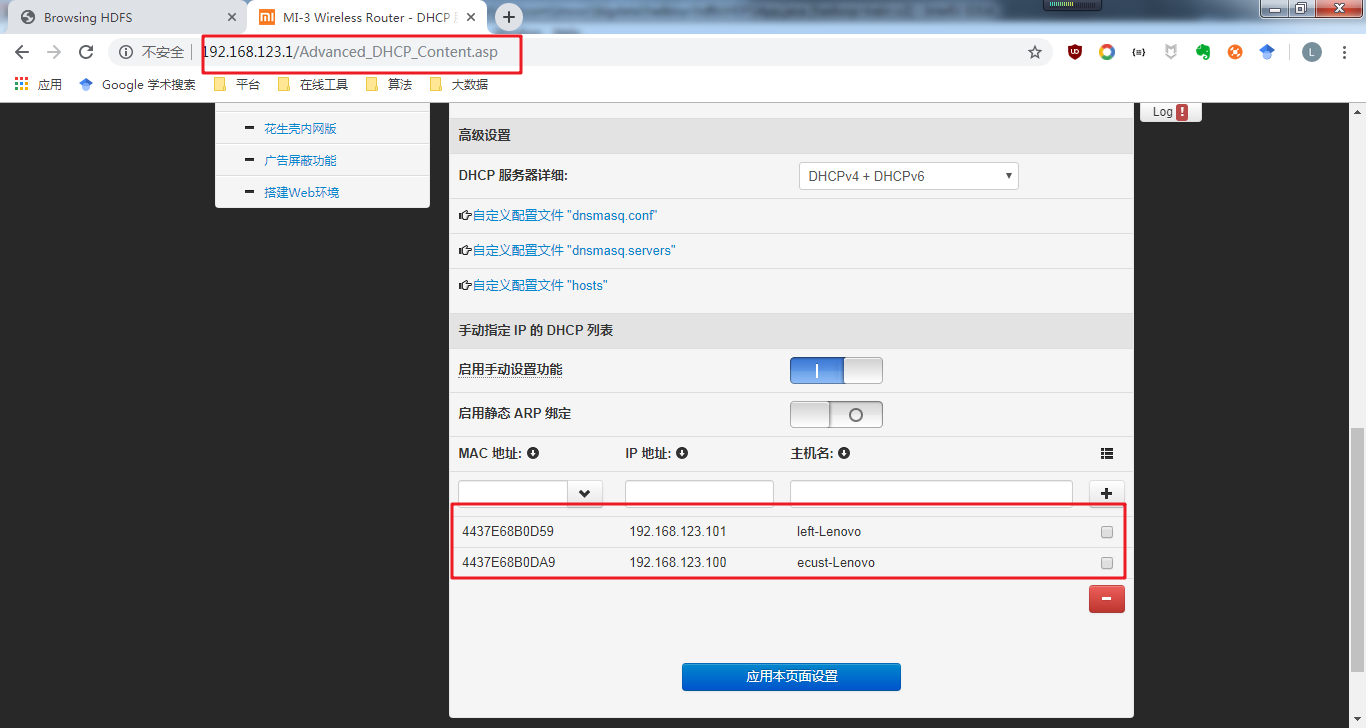 Browsing HDFS
MI-3 Wireless Router - DHCP
不安全
192.168.123.1/Advanced_DHCP_Content.asp
L
应用
Google 学术搜索
平台
在线工具
算法
大数据
花生壳内网版
广告屏蔽功能
搭建Web环境
Log
!
高级设置
DHCP 服务器详细:
DHCPv4 + DHCPv6
自定义配置文件 "dnsmasq.conf"
自定义配置文件 "dnsmasq.servers"
自定义配置文件 "hosts"
手动指定 IP 的 DHCP 列表
启用手动设置功能
启用静态 ARP 绑定
MAC 地址: IP 地址: 主机名:
4437E68B0D59 192.168.123.101 left-Lenovo
4437E68B0DA9 192.168.123.100 ecust-Lenovo
应用本页面设置